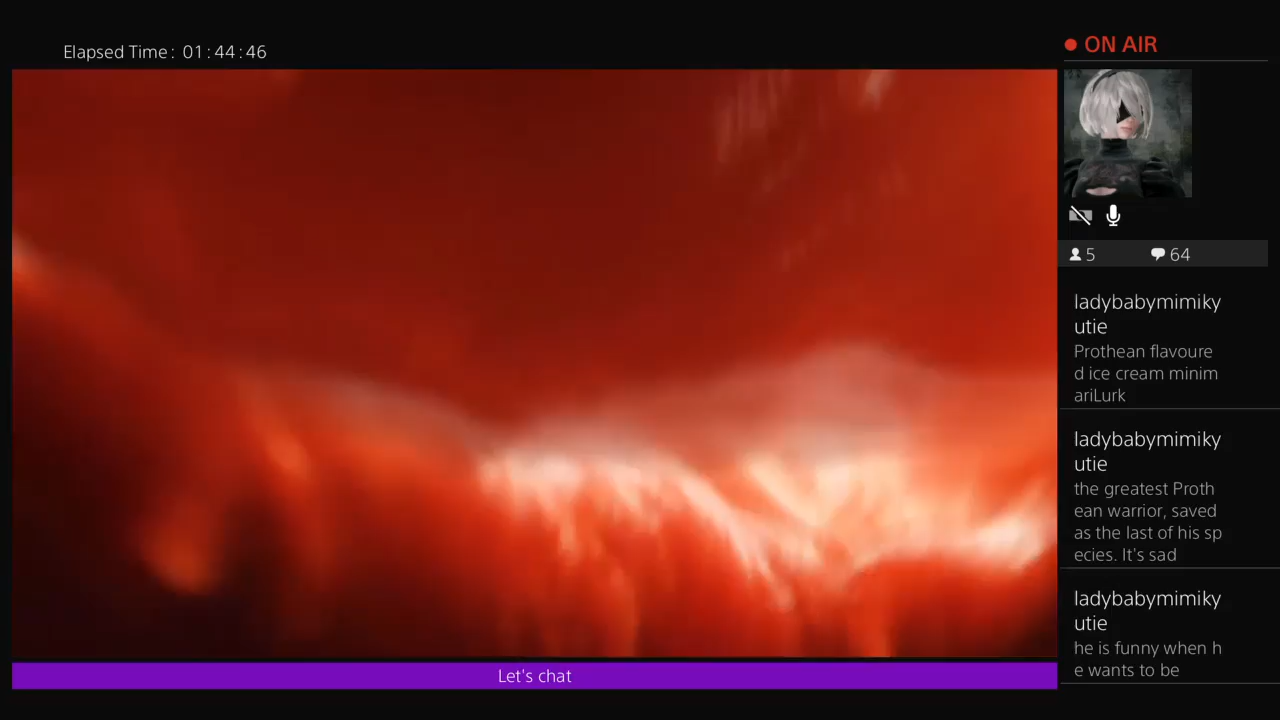 Elapsed Time: 01:44:46
ON AIR
5 64
ladybabymimiky
utie
Prothean flavoure
d ice cream minim
ariLurk
ladybabymimiky
utie
the greatest Proth
ean warrior, saved
as the last of his sp
ecies. It's sad
ladybabymimiky
utie
he is funny when h
e wants to be
Let's chat